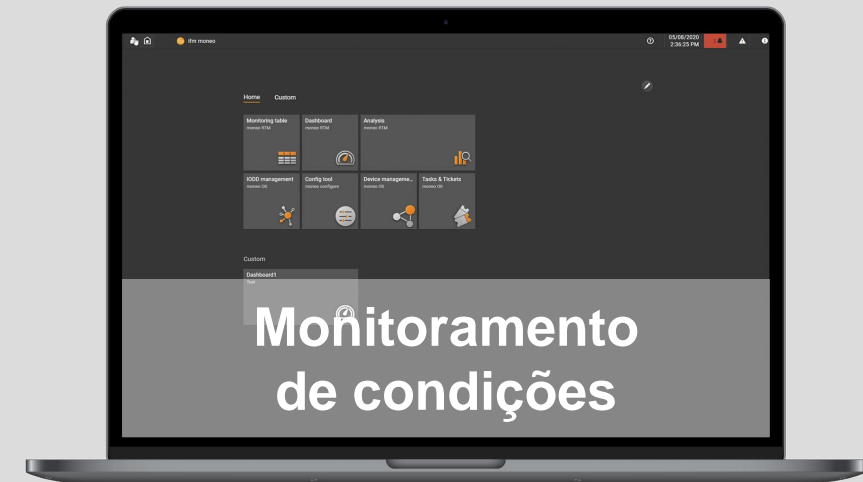 ifm moneo
05/08/2020
2:36:25 PM
Home Custom
Monitoring table
moneo RTM
Dashboard
moneo RTM
Analysis
moneo RTM
IODD management
moneo OS
Config tool
moneo configure
Device manageme...
moneo OS
Tasks & Tickets
moneo OS
Custom
Dashboard1
Test
Monitoramento
de condições